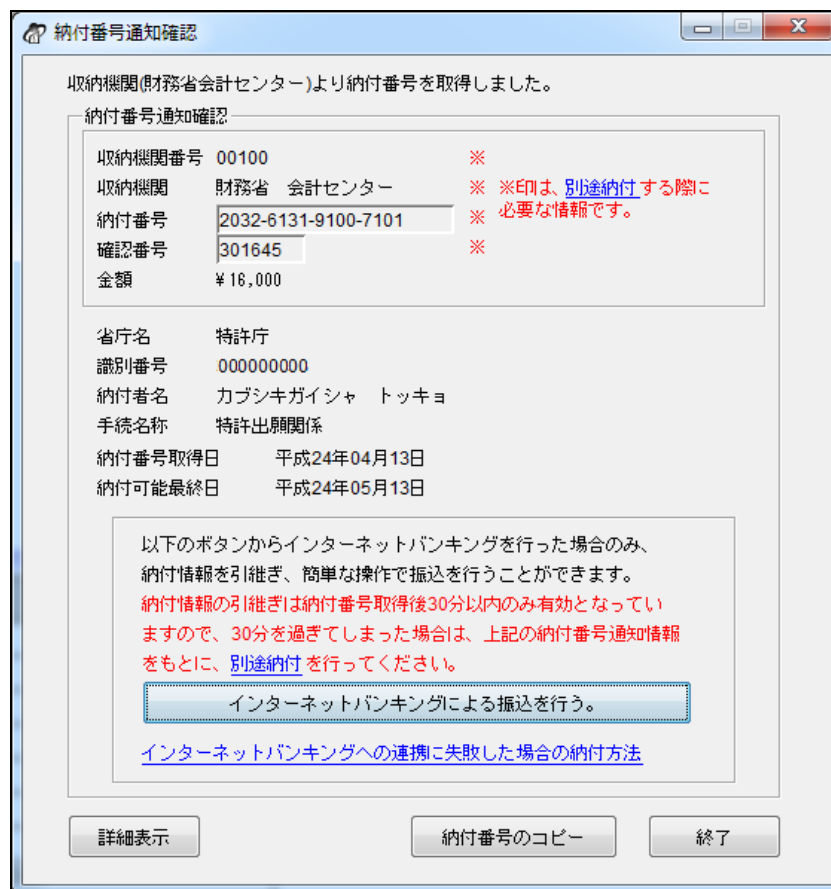 納付番号通知確認
収納機関(財務省会計センター)より納付番号を取得しました。
納付番号通知確認
収納機関番号 00100 ※
収納機関 財務省 会計センター ※ ※印は、別途納付する際に
必要な情報です。
納付番号 2032-6131-9100-7101 ※
確認番号 301645 ※
金額 ¥16,000
省庁名 特許庁
識別番号 000000000
納付者名 カブシキガイシャ トッキョ
手続名称 特許出願関係
納付番号取得日 平成24年04月13日
納付可能最終日 平成24年05月13日
以下のボタンからインターネットバンキングを行った場合のみ、
納付情報を引継ぎ、簡単な操作で振込を行うことができます。
納付情報の引継ぎは納付番号取得後30分以内のみ有効となってい
ますので、30分を過ぎてしまった場合は、上記の納付番号通知情報
をもとに、別途納付を行ってください。
インターネットバンキングによる振込を行う。
インターネットバンキングへの連携に失敗した場合の納付方法
詳細表示 納付番号のコピー 終了